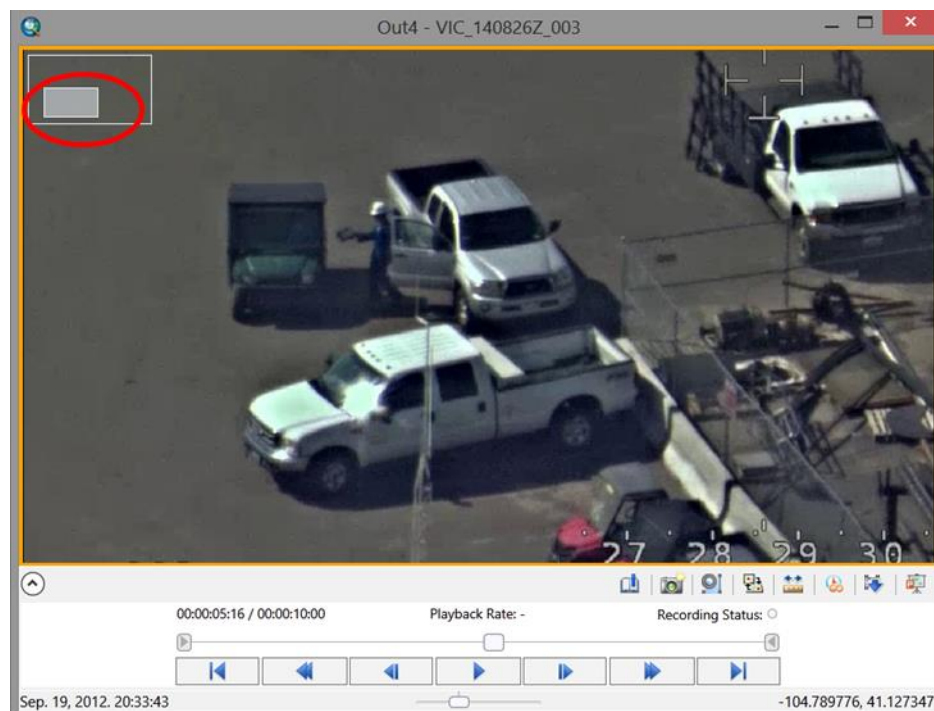 Out4 - VIC_140826Z_003
27 28 29 30
00:00:05:16 / 00:00:10:00 Playback Rate: - Recording Status:
Sep. 19, 2012. 20:33:43 -104.789776, 41.127347